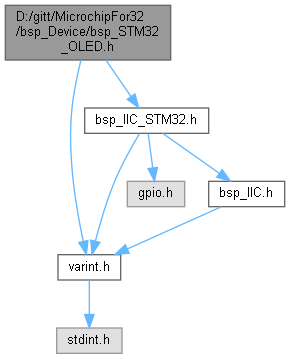 D:/gitt/MicrochipFor32
/bsp_Device/bsp_STM32
_OLED.h
bsp_IIC_STM32.h
gpio.h
bsp_IIC.h
varint.h
stdint.h